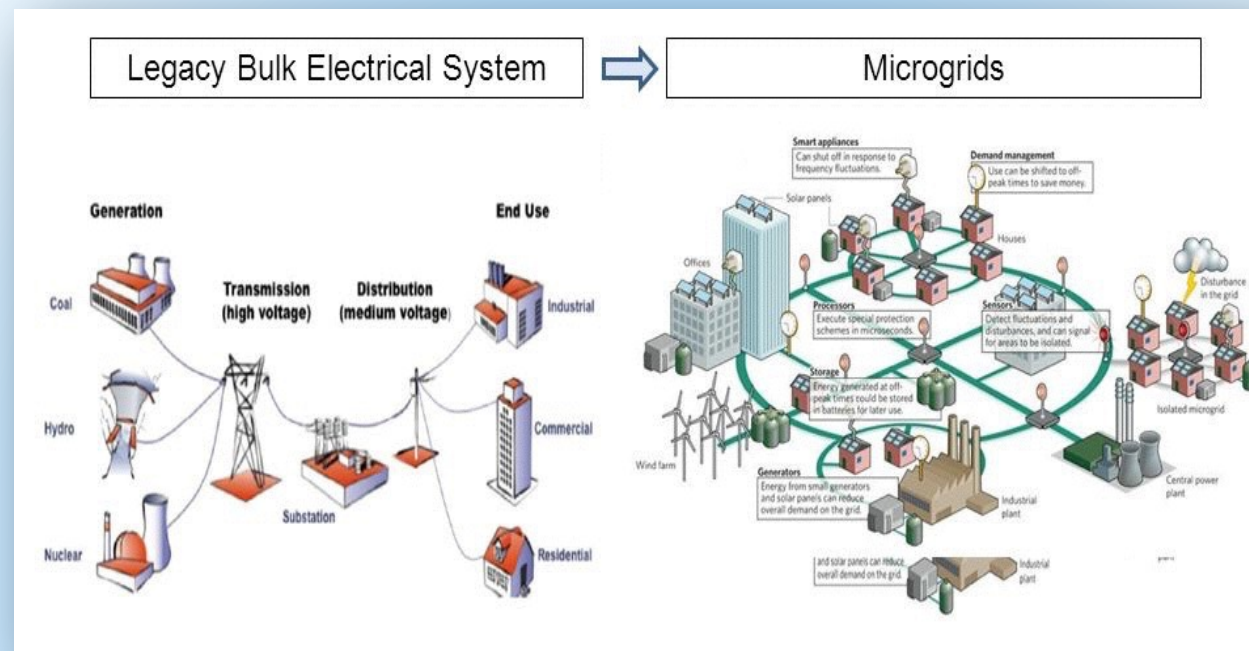 Legacy Bulk Electrical System
Microgrids
Generation
End Use
Coal
Transmission
(high voltage)
Distribution
(medium voltage)
Industrial
Hydro
Commercial
Substation
Nuclear
Residential
Smart appliances
Can shut off in response to
frequency fluctuations.
Demand management
Use can be shifted to off-
peak times to save money.
Solar panels
Houses
Offices
Disturbance
in the grid
Processors
Execute special protection
schemes in microseconds.
Sensors
Detect fluctuations and
disturbances, and can signal
for areas to be isolated.
Storage
Energy generated at off-
peak times could be stored
in batteries for later use.
Isolated microgrid
Wind farm
Generators
Energy from small generators
and solar panels can reduce
overall demand on the grid.
Industrial
plant
Central power
plant
and solar panels can reduce
overall demand on the grid.
Industrial
plant